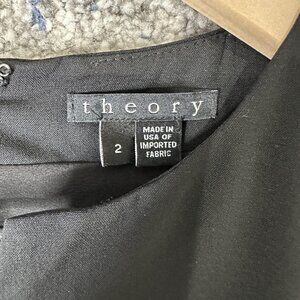 theory
2
MADE IN
USA OF
IMPORTED
FABRIC